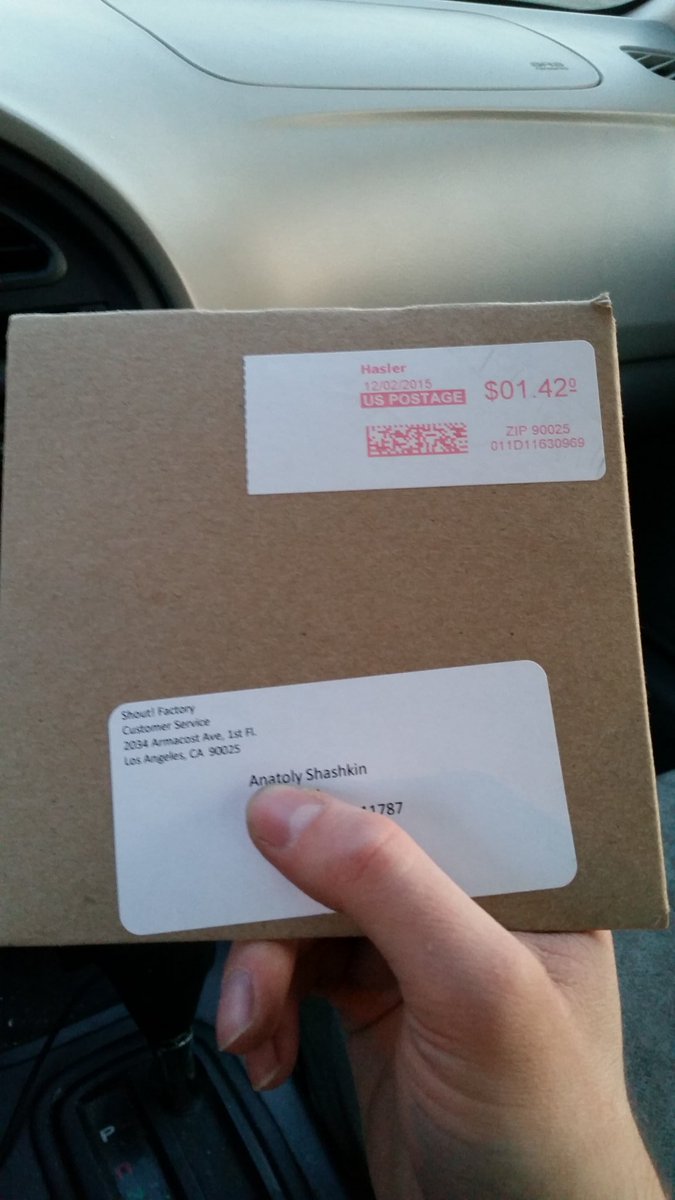 Hasler
12/02/2015
US POSTAGE
$01.42⁰
ZIP 90025
011D11630969
Shout! Factory
Customer Service
2034 Armacost Ave, 1st Fl.
Los Angeles, CA 90025
Anatoly Shashkin
11787
P
R